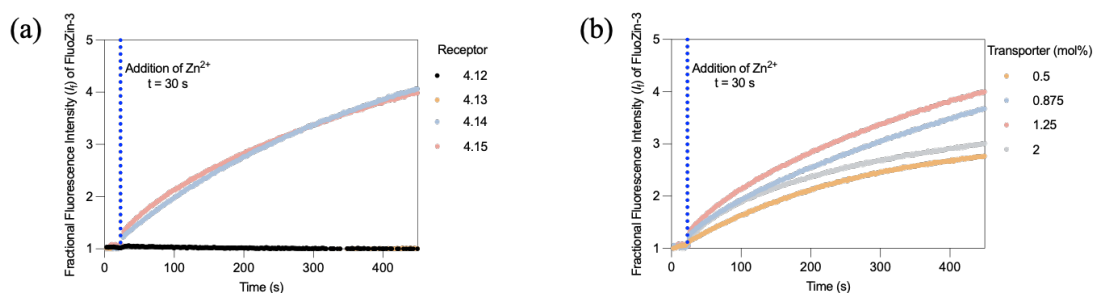 (a)
Fractional Fluorescence Intensity (If) of FluoZin-3
5
4
3
2
1
0
100
200
300
400
Time (s)
Addition of Zn2+
t = 30 s
Receptor
4.12
4.13
4.14
4.15
(b)
Fractional Fluorescence Intensity (If) of FluoZin-3
5
4
3
2
1
0
100
200
300
400
Time (s)
Addition of Zn2+
t = 30 s
Transporter (mol%)
0.5
0.875
1.25
2